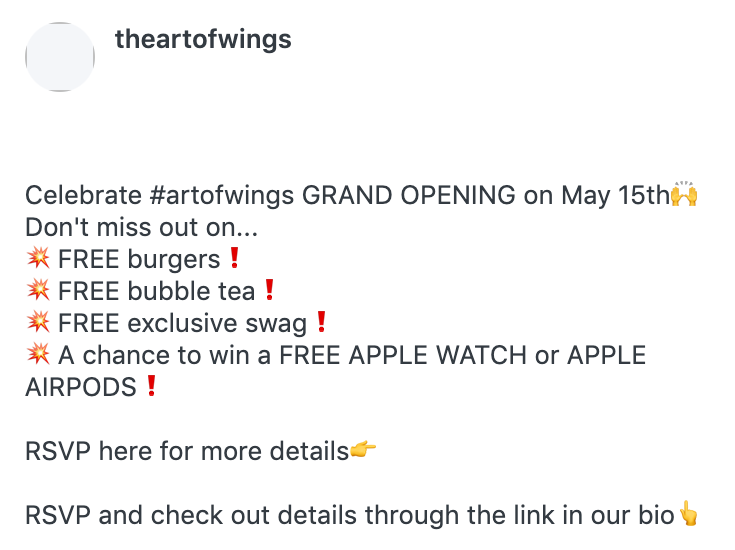 theartofwings
Celebrate #artofwings GRAND OPENING on May 15th🙌
Don't miss out on...
💥 FREE burgers❗
💥 FREE bubble tea❗
💥 FREE exclusive swag❗
💥 A chance to win a FREE APPLE WATCH or APPLE
AIRPODS❗
RSVP here for more details👉
RSVP and check out details through the link in our bio👆